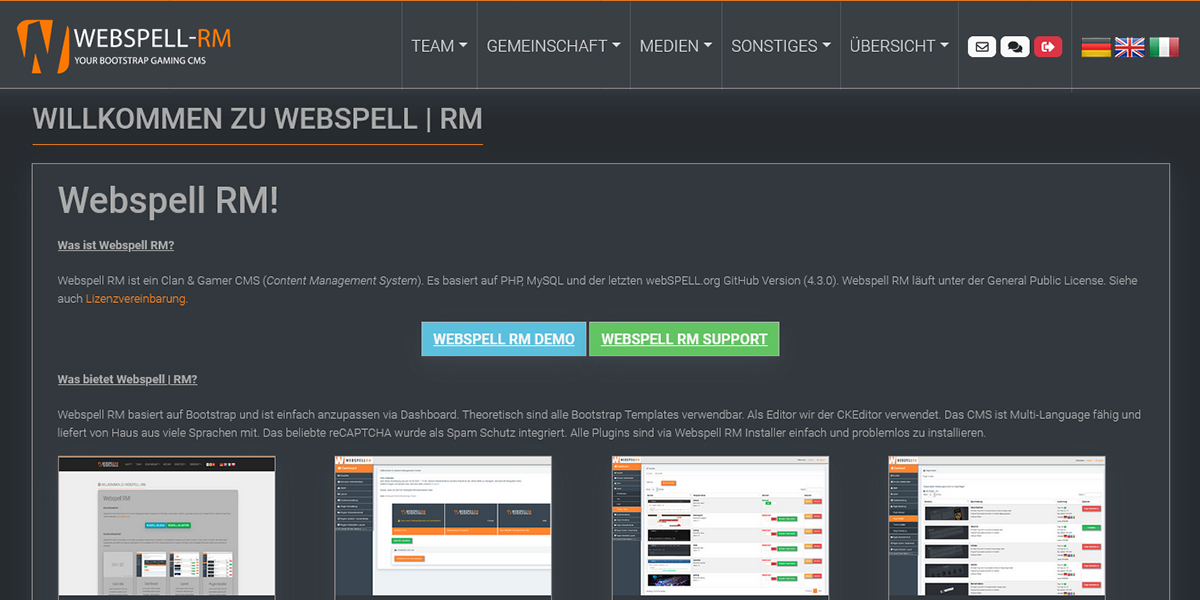 WEBSPELL-RM
YOUR BOOTSTRAP GAMING CMS
TEAM GEMEINSCHAFT MEDIEN SONSTIGES ÜBERSICHT
WILLKOMMEN ZU WEBSPELL | RM
Webspell RM!
Was ist Webspell RM?
Webspell RM ist ein Clan & Gamer CMS (Content Management System). Es basiert auf PHP, MySQL und der letzten webSPELL.org GitHub Version (4.3.0). Webspell RM läuft unter der General Public License. Siehe
auch Lizenzvereinbarung.
WEBSPELL RM DEMO WEBSPELL RM SUPPORT
Was bietet Webspell | RM?
Webspell RM basiert auf Bootstrap und ist einfach anzupassen via Dashboard. Theoretisch sind alle Bootstrap Templates verwendbar. Als Editor wir der CKEditor verwendet. Das CMS ist Multi-Language fähig und
liefert von Haus aus viele Sprachen mit. Das beliebte reCAPTCHA wurde als Spam Schutz integriert. Alle Plugins sind via Webspell RM Installer einfach und problemlos zu installieren.